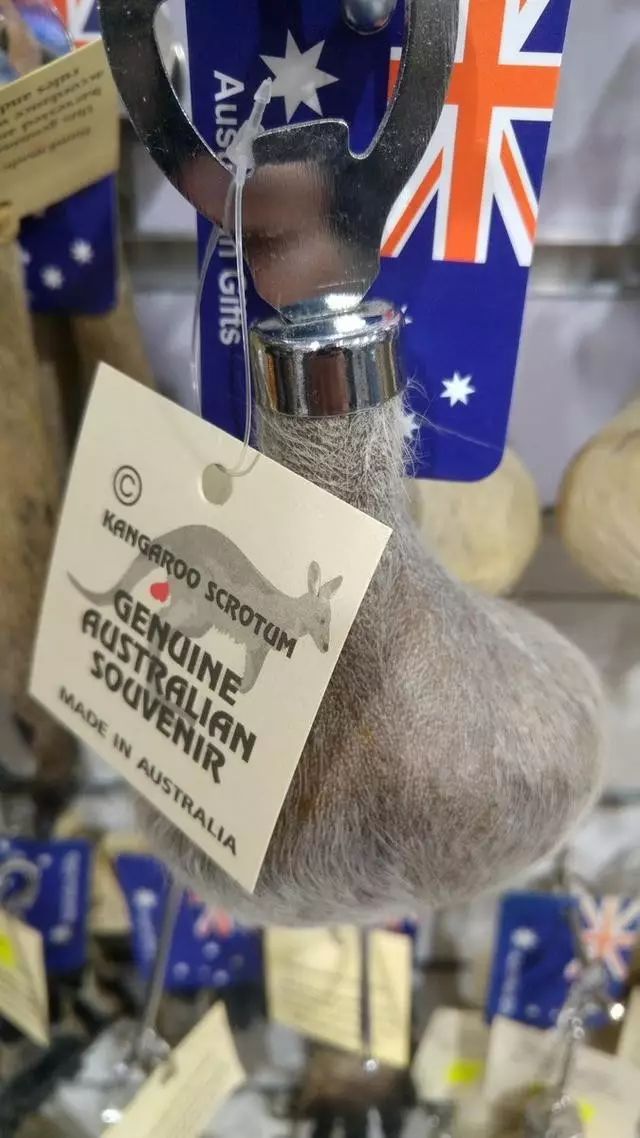 Aus
n Gifts
©
KANGAROO SCROTUM
GENUINE
AUSTRALIAN
SOUVENIR
MADE IN AUSTRALIA